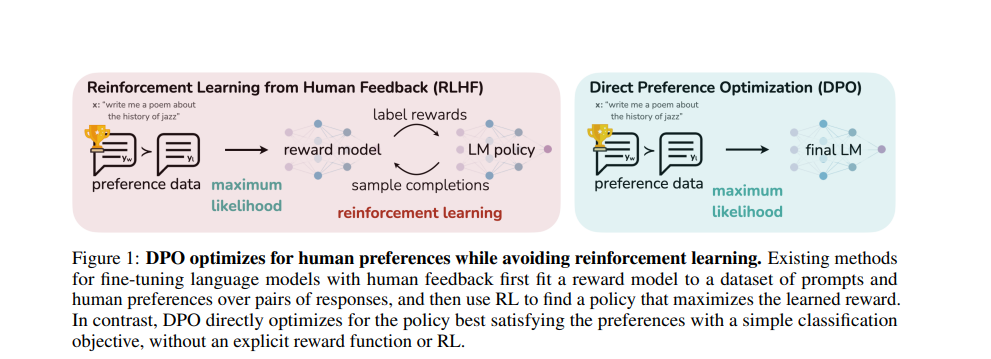 Reinforcement Learning from Human Feedback (RLHF)
x: "write me a poem about
the history of jazz"
label rewards
yw > yl
reward model
LM policy
preference data
maximum
likelihood
sample completions
reinforcement learning
Direct Preference Optimization (DPO)
x: "write me a poem about
the history of jazz"
yw > yl
final LM
preference data
maximum
likelihood
Figure 1: DPO optimizes for human preferences while avoiding reinforcement learning. Existing methods
for fine-tuning language models with human feedback first fit a reward model to a dataset of prompts and
human preferences over pairs of responses, and then use RL to find a policy that maximizes the learned reward.
In contrast, DPO directly optimizes for the policy best satisfying the preferences with a simple classification
objective, without an explicit reward function or RL.